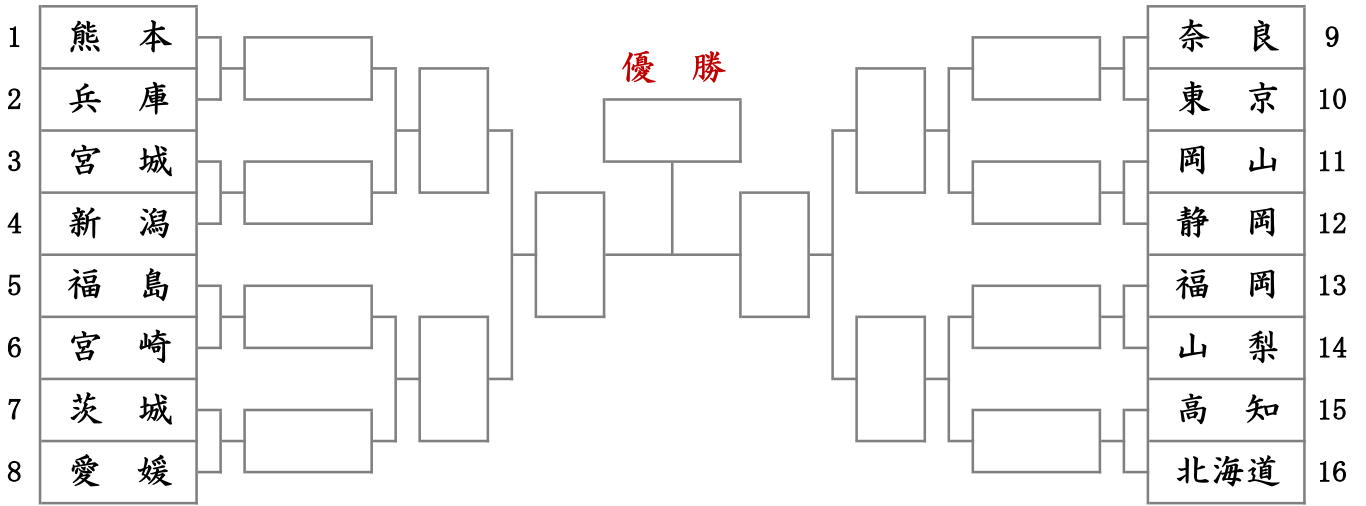 1 熊本
2 兵庫
3 宮城
4 新潟
5 福島
6 宮崎
7 茨城
8 愛媛
優勝
奈良 9
東京 10
岡山 11
静岡 12
福岡 13
山梨 14
高知 15
北海道 16